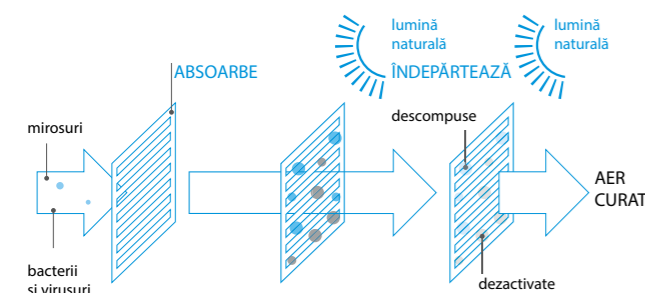 lumină
naturală
lumină
naturală
ABSOARBE
ÎNDEPĂRTEAZĂ
mirosuri
descompuse
AER
CURAT
bacterii
și virusuri
dezactivate